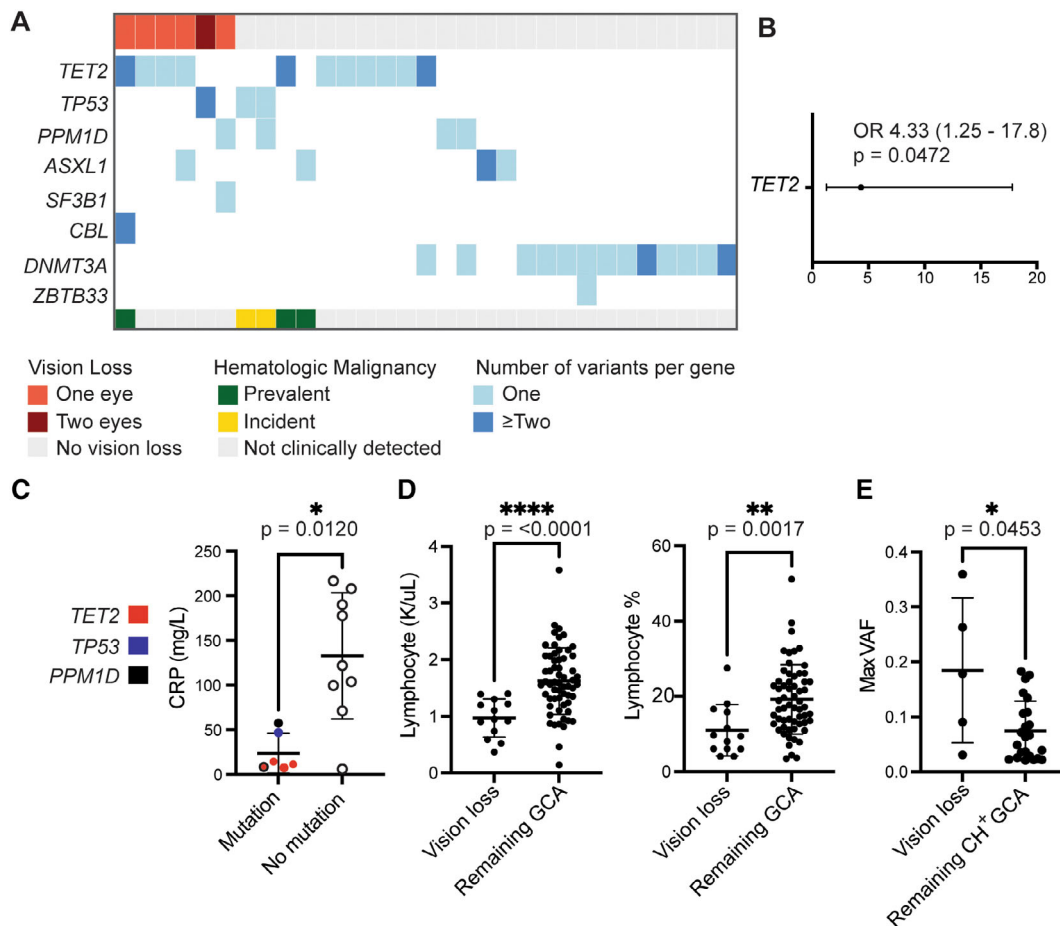 A
TET2
TP53
PPM1D
ASXL1
SF3B1
CBL
DNMT3A
ZBTB33
Vision Loss
One eye
Two eyes
No vision loss
Hematologic Malignancy
Prevalent
Incident
Not clinically detected
Number of variants per gene
One
≥Two
B
OR 4.33 (1.25 - 17.8)
p = 0.0472
TET2
0 5 10 15 20
C
TET2
TP53
PPM1D
*
p = 0.0120
CRP (mg/L)
250
200
150
100
50
0
Mutation
No mutation
D
****
p = <0.0001
Lymphocyte (K/uL)
4
3
2
1
0
Vision loss
Remaining GCA
**
p = 0.0017
Lymphocyte %
60
40
20
0
Vision loss
Remaining GCA
E
*
p = 0.0453
Max VAF
0.4
0.3
0.2
0.1
0.0
Vision loss
Remaining CH+ GCA